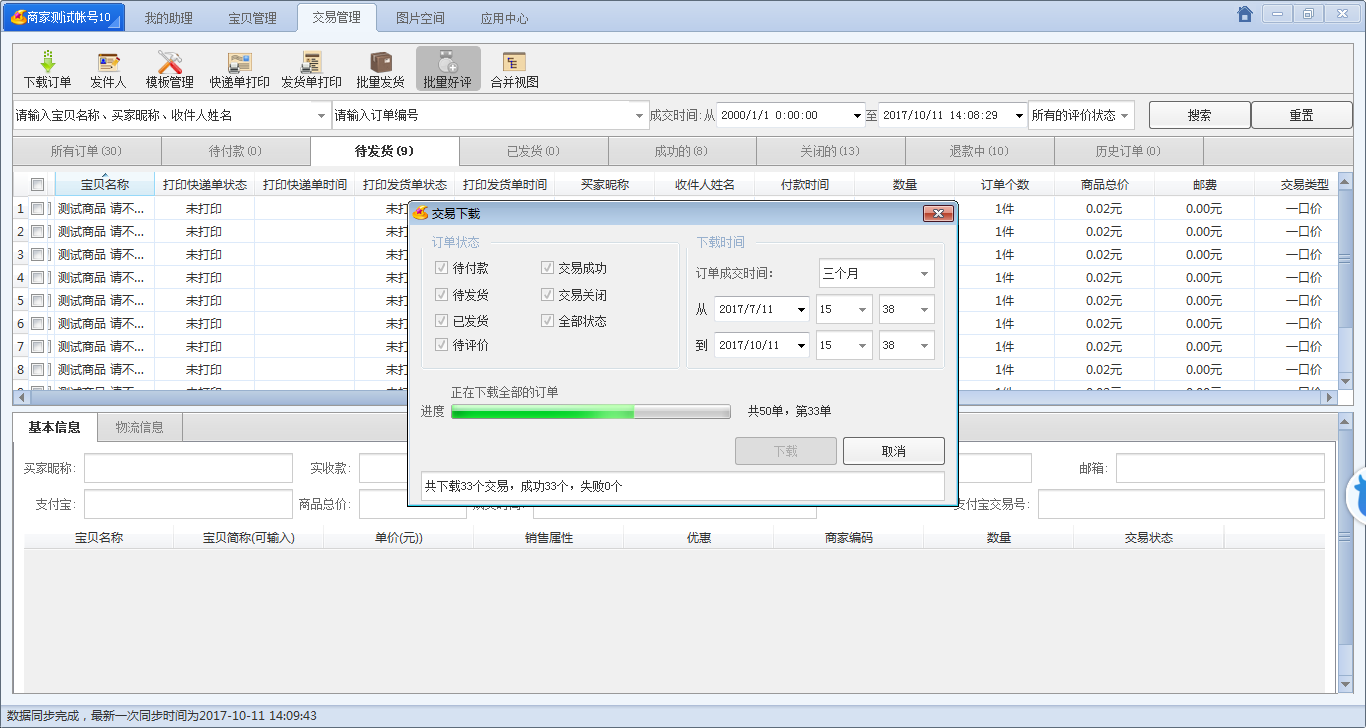 商家测试帐号10 我的助理 宝贝管理 交易管理 图片空间 应用中心
下载订单 发件人 模板管理 快递单打印 发货单打印 批量发货 批量好评 合并视图
请输入宝贝名称、买家昵称、收件人姓名 请输入订单编号 成交时间: 从 2000/1/1 0:00:00 至 2017/10/11 14:08:29 所有的评价状态 搜索 重置
所有订单 (30) 待付款 (0) 待发货 (9) 已发货 (0) 成功的 (8) 关闭的 (13) 退款中 (10) 历史订单 (0)
宝贝名称 打印快递单状态 打印快递单时间 打印发货单状态 打印发货单时间 买家昵称 收件人姓名 付款时间 数量 订单个数 商品总价 邮费 交易类型
1 测试商品 请不... 未打印 未打 1件 0.02元 0.00元 一口价
2 测试商品 请不... 未打印 未打 1件 0.02元 0.00元 一口价
3 测试商品 请不... 未打印 未打 1件 0.02元 0.00元 一口价
4 测试商品 请不... 未打印 未打 1件 0.02元 0.00元 一口价
5 测试商品 请不... 未打印 未打 1件 0.02元 0.00元 一口价
6 测试商品 请不... 未打印 未打 1件 0.02元 0.00元 一口价
7 测试商品 请不... 未打印 未打 1件 0.02元 0.00元 一口价
8 测试商品 请不... 未打印 未打 1件 0.02元 0.00元 一口价
交易下载
订单状态
待付款 交易成功
待发货 交易关闭
已发货 全部状态
待评价
下载时间
订单成交时间: 三个月
从 2017/7/11 15 38
到 2017/10/11 15 38
正在下载全部的订单
进度 共50单，第33单
下载 取消
共下载33个交易，成功33个，失败0个
基本信息 物流信息
买家昵称: 实收款: 邮箱:
支付宝: 商品总价: 成交时间: 支付宝交易号:
宝贝名称 宝贝简称(可输入) 单价(元)) 销售属性 优惠 商家编码 数量 交易状态
数据同步完成，最新一次同步时间为2017-10-11 14:09:43